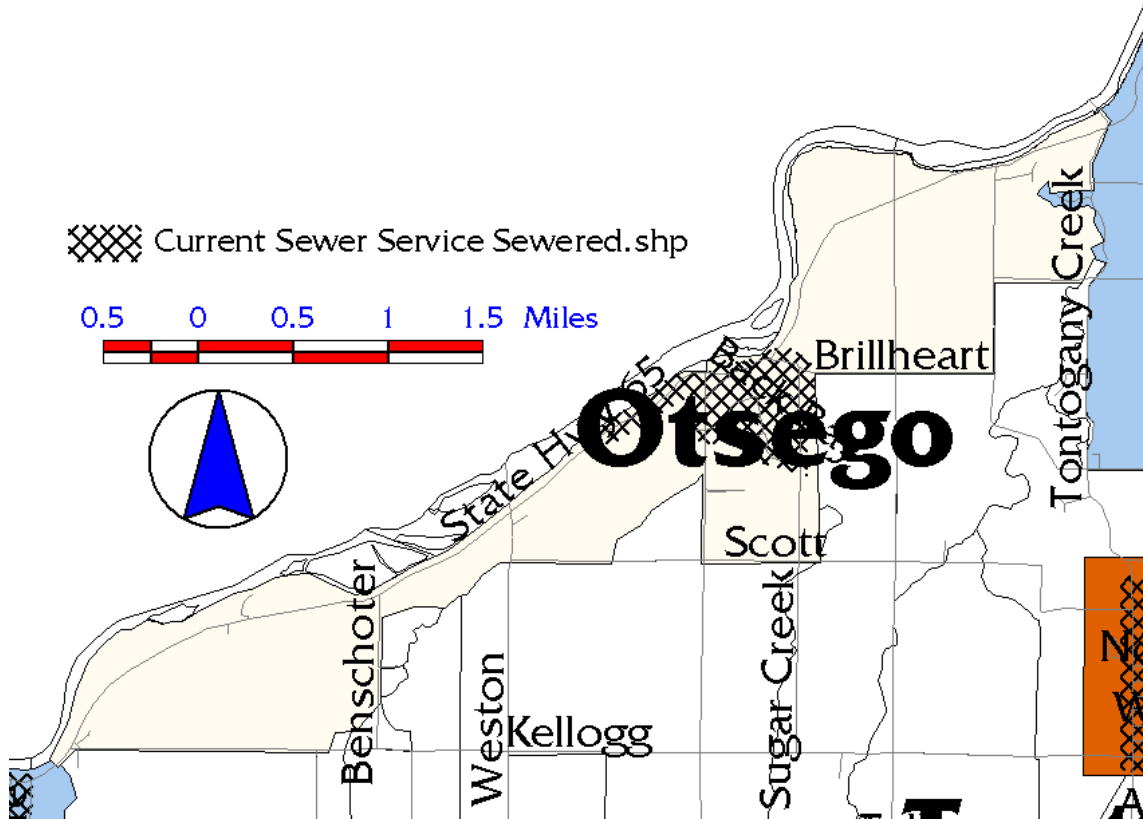 Current Sewer Service Sewered.shp
0.5 0 0.5 1 1.5 Miles
Tontogany Creek
Brillheart
State Hwy 65
Otsego
Scott
Benschoter
Weston
Kellogg
Sugar Creek